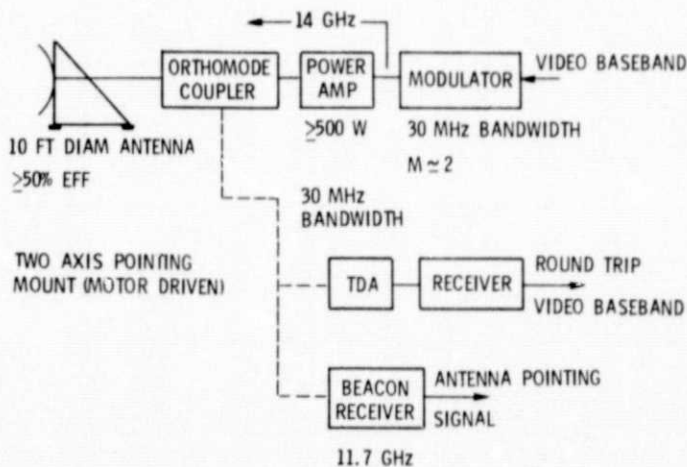 14 GHz
ORTHOMODE
COUPLER
POWER
AMP
MODULATOR
VIDEO BASEBAND
≥500 W
30 MHz BANDWIDTH
M ≃ 2
10 FT DIAM ANTENNA
≥50% EFF
30 MHz
BANDWIDTH
TWO AXIS POINTING
MOUNT (MOTOR DRIVEN)
TDA
RECEIVER
ROUND TRIP
VIDEO BASEBAND
BEACON
RECEIVER
ANTENNA POINTING
SIGNAL
11.7 GHz